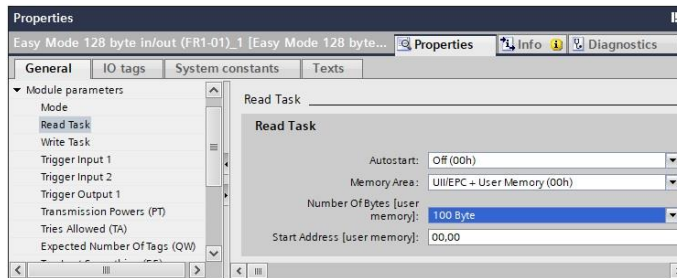 Properties
Easy Mode 128 byte in/out (FR1-01)_1 [Easy Mode 128 byte...
Properties
Info
Diagnostics
General
IO tags
System constants
Texts
Module parameters
Mode
Read Task
Write Task
Trigger Input 1
Trigger Input 2
Trigger Output 1
Transmission Powers (PT)
Tries Allowed (TA)
Expected Number Of Tags (QW)
Read Task
Read Task
Autostart: Off (00h)
Memory Area: UII/EPC + User Memory (00h)
Number Of Bytes [user
memory]: 100 Byte
Start Address [user memory]: 00,00